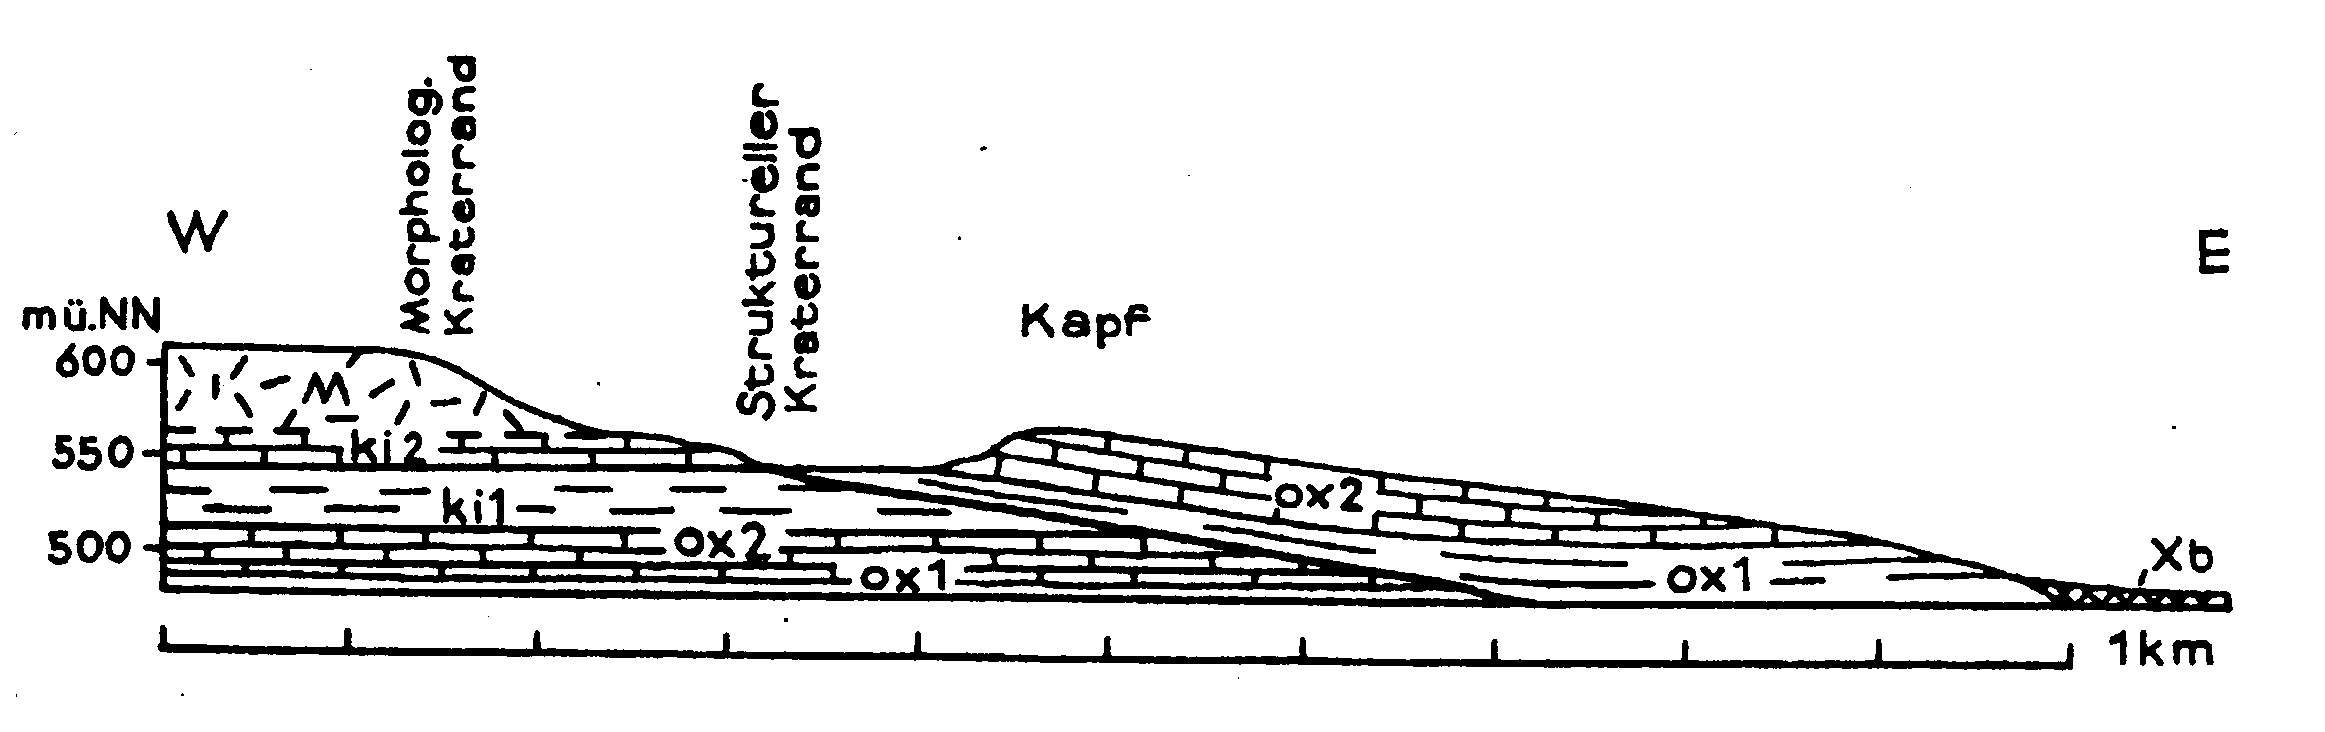 Morpholog.
Kraterrand
Struktureller
Kraterrand
W
E
Kapf
mü.NN
600
550
500
M
ki2
ki1
ox2
ox1
ox2
ox1
Xb
1km